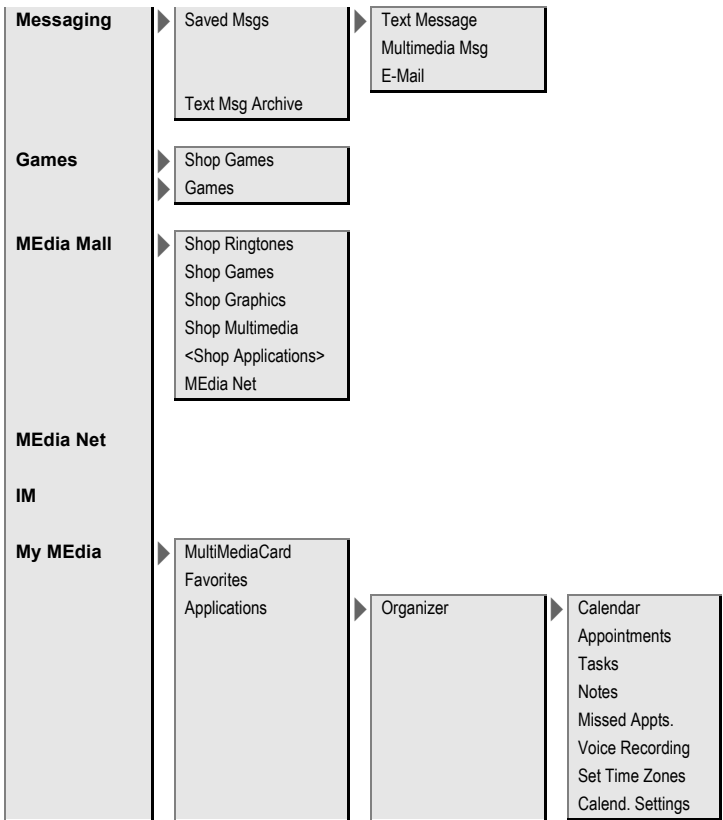 Messaging
Saved Msgs
Text Message
Multimedia Msg
E-Mail
Text Msg Archive
Games
Shop Games
Games
MEdia Mall
Shop Ringtones
Shop Games
Shop Graphics
Shop Multimedia
<Shop Applications>
MEdia Net
MEdia Net
IM
My MEdia
MultiMediaCard
Favorites
Applications
Organizer
Calendar
Appointments
Tasks
Notes
Missed Appts.
Voice Recording
Set Time Zones
Calend. Settings